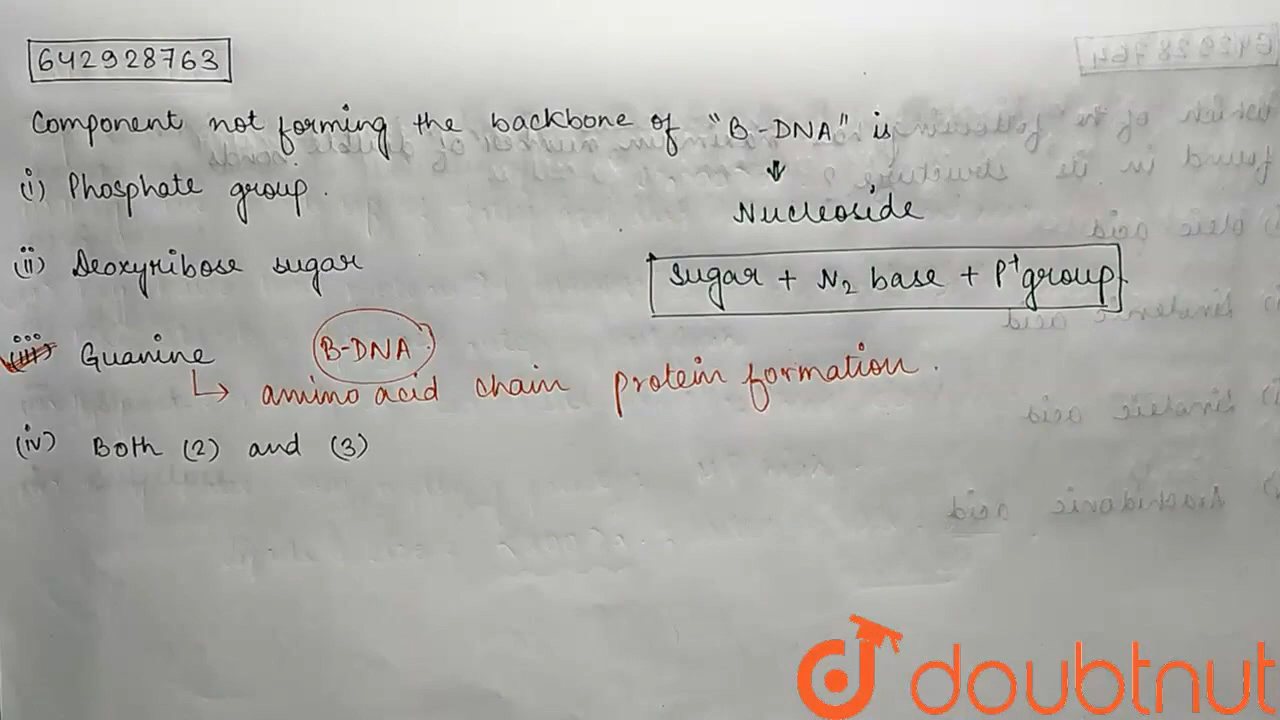 642928763
Component not forming the backbone of "B-DNA" is
(i) Phosphate group.
Nucleoside
(ii) Deoxyribose sugar
Sugar + N2 base + P+ group
(iii) Guanine
B-DNA
amino acid chain protein formation.
(iv) Both (2) and (3)
doubtnut